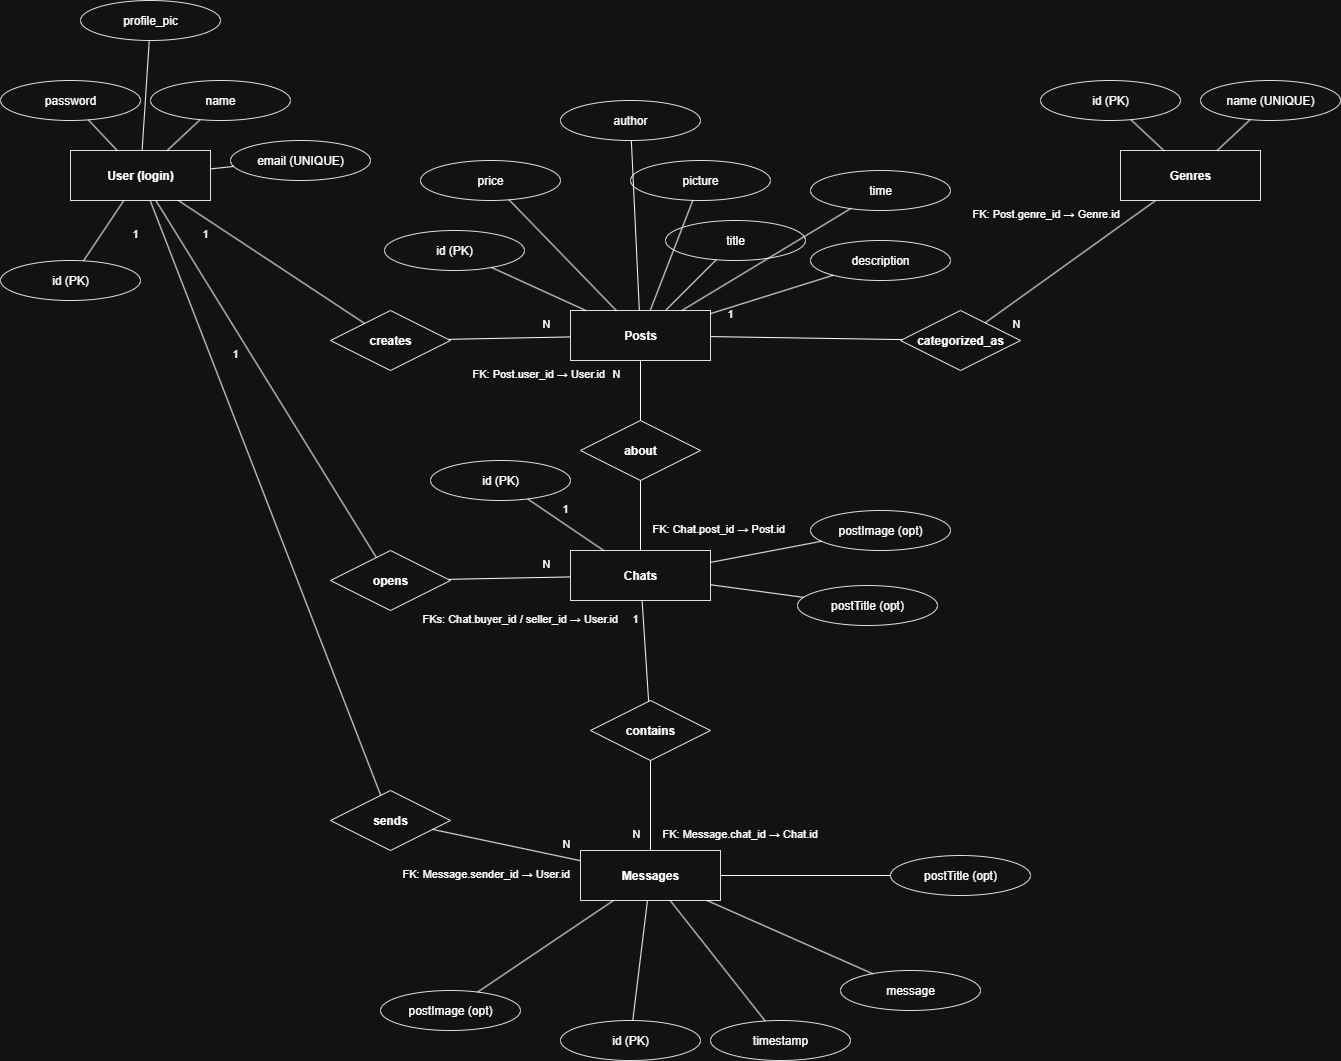 profile_pic
password
name
id (PK)
name (UNIQUE)
author
email (UNIQUE)
User (login)
Genres
price
picture
time
FK: Post.genre_id → Genre.id
1
1
title
id (PK)
description
id (PK)
1
N
N
Posts
creates
categorized_as
1
FK: Post.user_id → User.id
N
about
id (PK)
1
FK: Chat.post_id → Post.id
postImage (opt)
N
Chats
opens
postTitle (opt)
FKs: Chat.buyer_id / seller_id → User.id
1
contains
sends
N
FK: Message.chat_id → Chat.id
N
FK: Message.sender_id → User.id
Messages
postTitle (opt)
message
postImage (opt)
id (PK)
timestamp